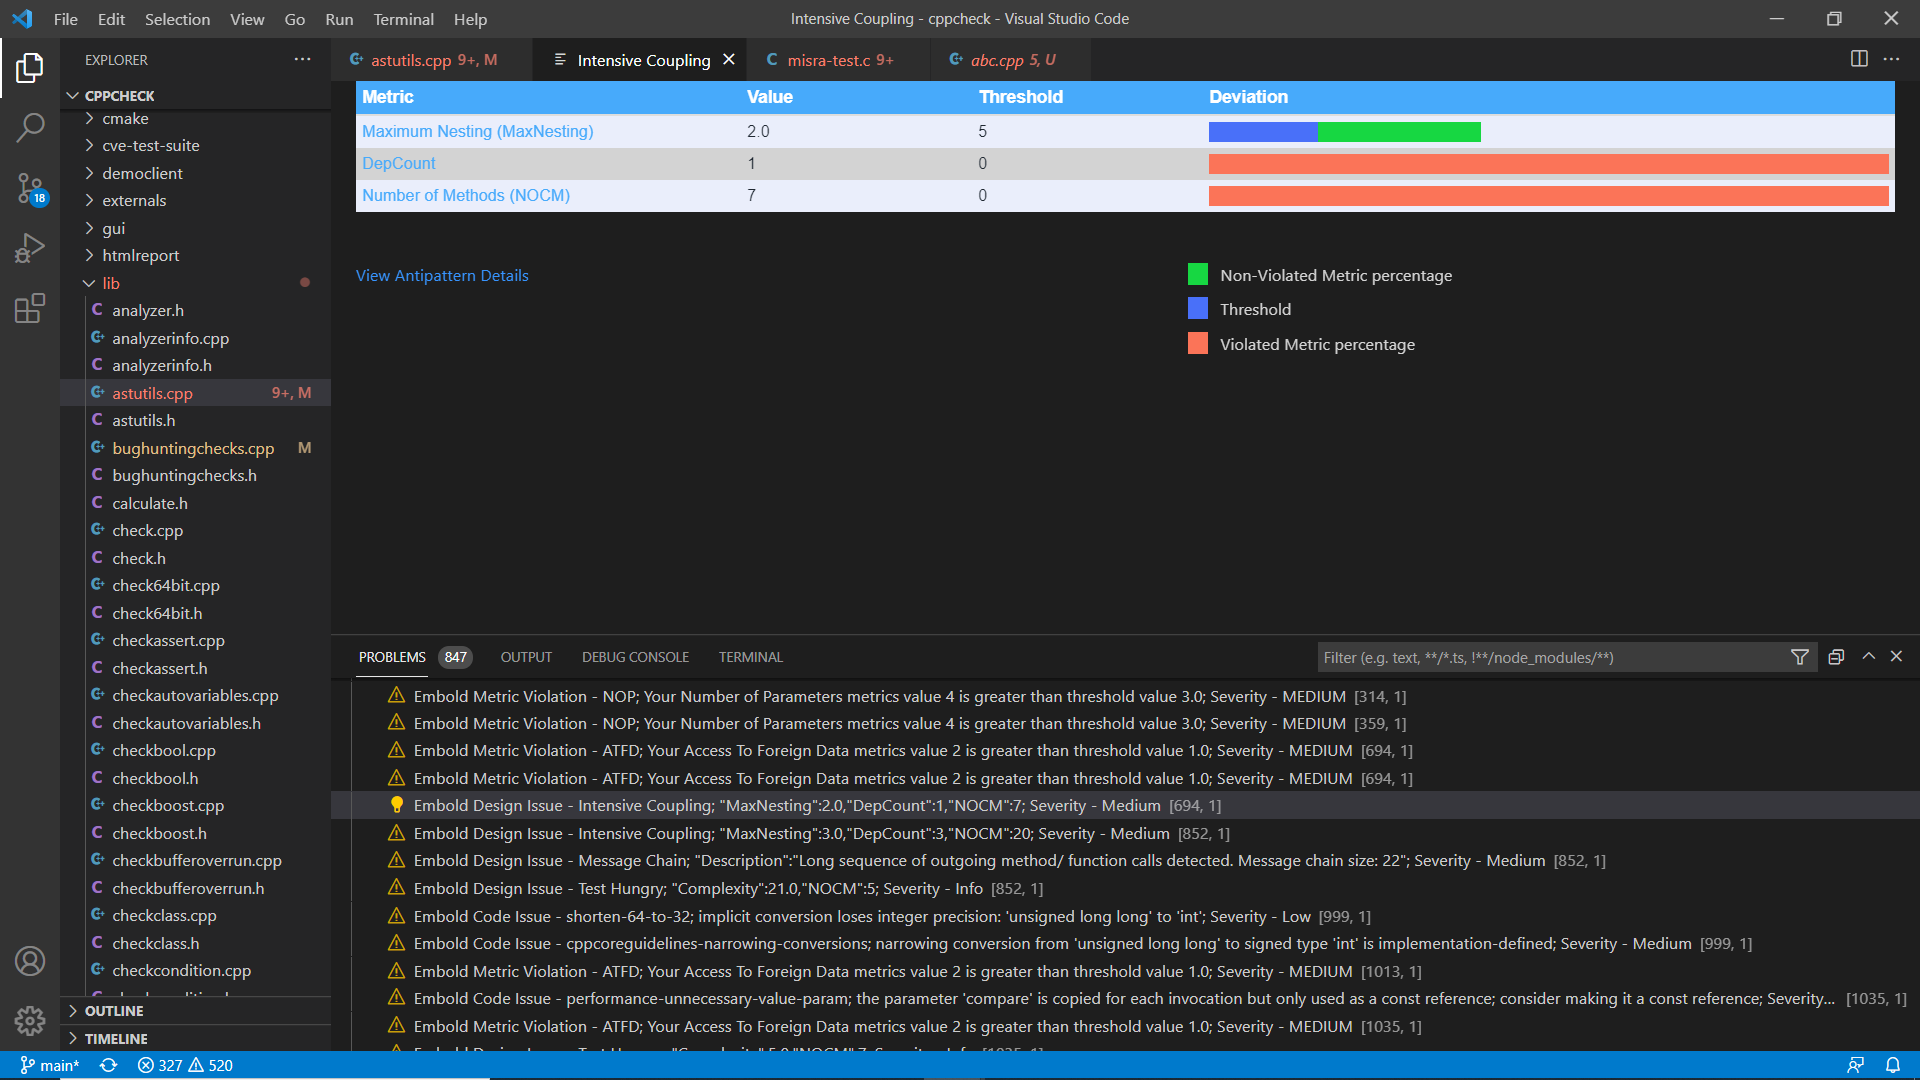 File Edit Selection View Go Run Terminal Help
Intensive Coupling - cppcheck - Visual Studio Code
EXPLORER
CPPCHECK
cmake
cve-test-suite
democlient
externals
gui
htmlreport
lib
C analyzer.h
C+ analyzerinfo.cpp
C analyzerinfo.h
C+ astutils.cpp 9+, M
C astutils.h
C+ bughuntingchecks.cpp M
C bughuntingchecks.h
C calculate.h
C+ check.cpp
C check.h
C+ check64bit.cpp
C check64bit.h
C+ checkassert.cpp
C checkassert.h
C+ checkautovariables.cpp
C checkautovariables.h
C+ checkbool.cpp
C checkbool.h
C+ checkboost.cpp
C checkboost.h
C+ checkbufferoverrun.cpp
C checkbufferoverrun.h
C+ checkclass.cpp
C checkclass.h
C+ checkcondition.cpp
OUTLINE
TIMELINE
18
C+ astutils.cpp 9+, M
Intensive Coupling
C misra-test.c 9+
C+ abc.cpp 5, U
Metric Value Threshold Deviation
Maximum Nesting (MaxNesting) 2.0 5
DepCount 1 0
Number of Methods (NOCM) 7 0
View Antipattern Details
Non-Violated Metric percentage
Threshold
Violated Metric percentage
PROBLEMS 847 OUTPUT DEBUG CONSOLE TERMINAL
Filter (e.g. text, **/*.ts, !**/node_modules/**)
Embold Metric Violation - NOP; Your Number of Parameters metrics value 4 is greater than threshold value 3.0; Severity - MEDIUM [314, 1]
Embold Metric Violation - NOP; Your Number of Parameters metrics value 4 is greater than threshold value 3.0; Severity - MEDIUM [359, 1]
Embold Metric Violation - ATFD; Your Access To Foreign Data metrics value 2 is greater than threshold value 1.0; Severity - MEDIUM [694, 1]
Embold Metric Violation - ATFD; Your Access To Foreign Data metrics value 2 is greater than threshold value 1.0; Severity - MEDIUM [694, 1]
Embold Design Issue - Intensive Coupling; "MaxNesting":2.0,"DepCount":1,"NOCM":7; Severity - Medium [694, 1]
Embold Design Issue - Intensive Coupling; "MaxNesting":3.0,"DepCount":3,"NOCM":20; Severity - Medium [852, 1]
Embold Design Issue - Message Chain; "Description":"Long sequence of outgoing method/ function calls detected. Message chain size: 22"; Severity - Medium [852, 1]
Embold Design Issue - Test Hungry; "Complexity":21.0,"NOCM":5; Severity - Info [852, 1]
Embold Code Issue - shorten-64-to-32; implicit conversion loses integer precision: 'unsigned long long' to 'int'; Severity - Low [999, 1]
Embold Code Issue - cppcoreguidelines-narrowing-conversions; narrowing conversion from 'unsigned long long' to signed type 'int' is implementation-defined; Severity - Medium [999, 1]
Embold Metric Violation - ATFD; Your Access To Foreign Data metrics value 2 is greater than threshold value 1.0; Severity - MEDIUM [1013, 1]
Embold Code Issue - performance-unnecessary-value-param; the parameter 'compare' is copied for each invocation but only used as a const reference; consider making it a const reference; Severity... [1035, 1]
Embold Metric Violation - ATFD; Your Access To Foreign Data metrics value 2 is greater than threshold value 1.0; Severity - MEDIUM [1035, 1]
main* 327 520